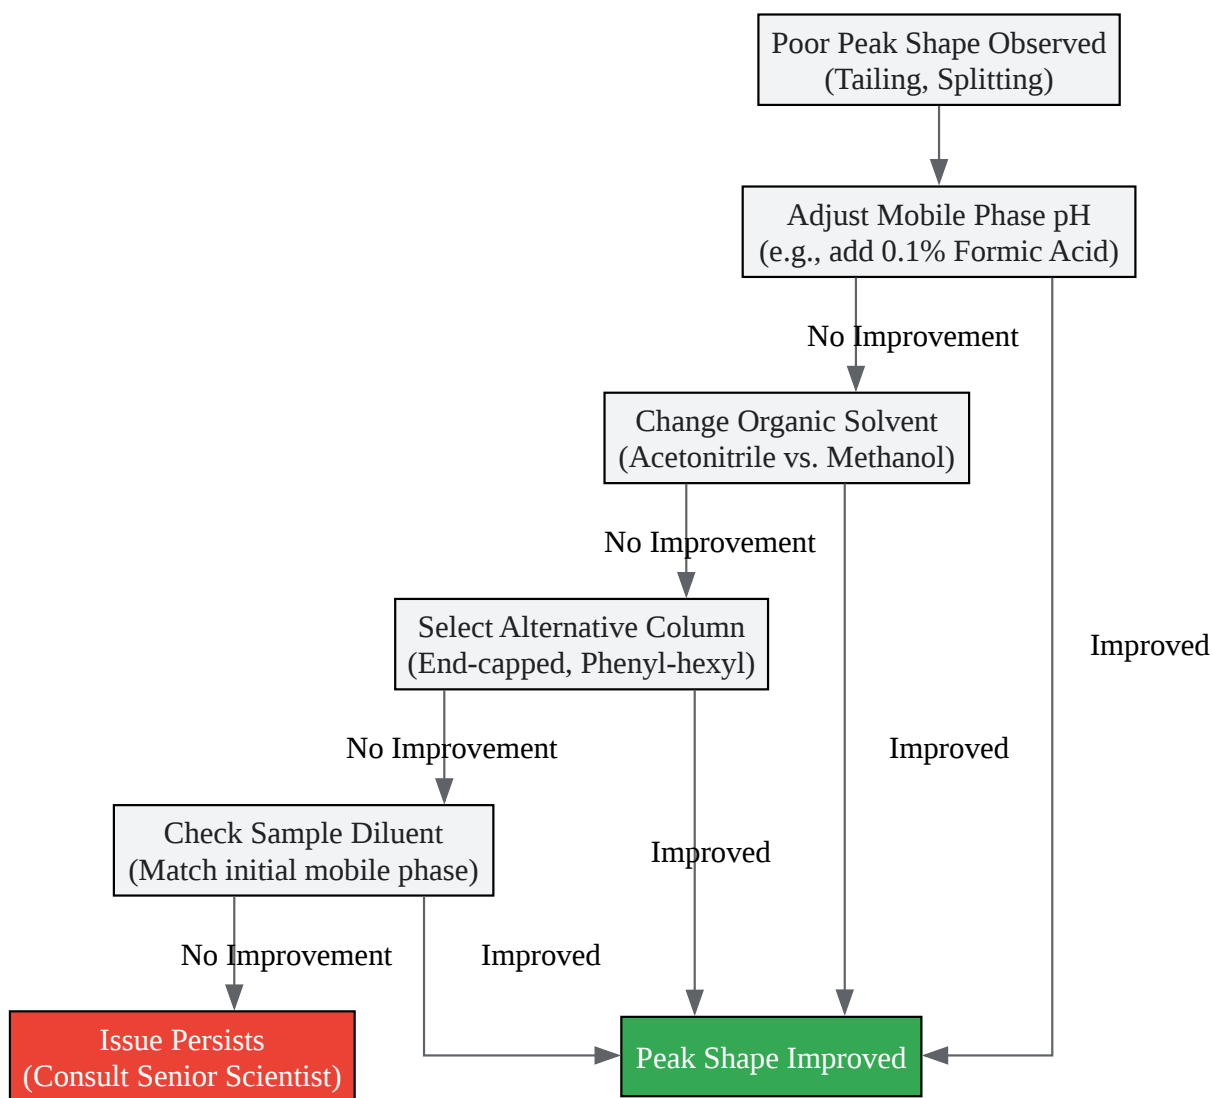 Poor Peak Shape Observed
(Tailing, Splitting)
Adjust Mobile Phase pH
(e.g., add 0.1% Formic Acid)
No Improvement
Change Organic Solvent
(Acetonitrile vs. Methanol)
No Improvement
Select Alternative Column
(End-capped, Phenyl-hexyl)
Improved
No Improvement
Improved
Check Sample Diluent
(Match initial mobile phase)
Improved
No Improvement
Improved
Issue Persists
(Consult Senior Scientist)
Peak Shape Improved